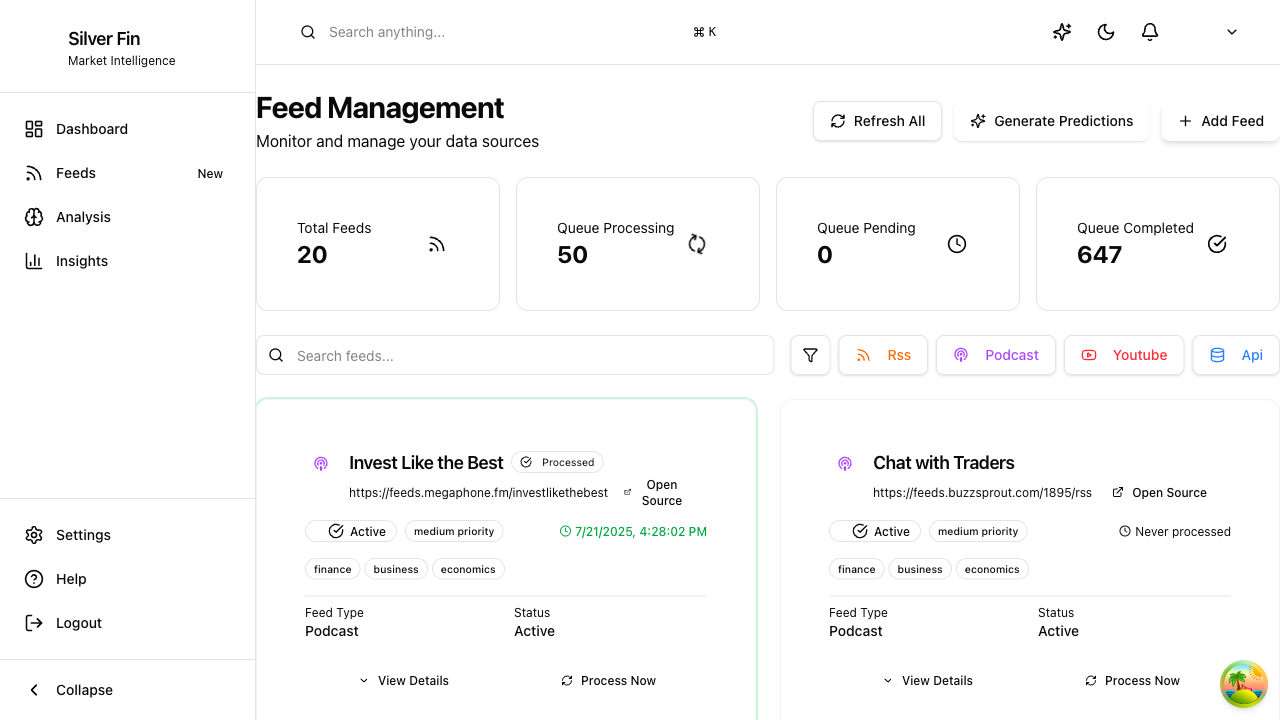 Silver Fin
Market Intelligence
Dashboard
Feeds
New
Analysis
Insights
Settings
Help
Logout
Collapse
Search anything...
⌘ K
Feed Management
Monitor and manage your data sources
Refresh All
Generate Predictions
Add Feed
Total Feeds
20
Queue Processing
50
Queue Pending
0
Queue Completed
647
Search feeds...
Rss
Podcast
Youtube
Api
Invest Like the Best
Processed
https://feeds.megaphone.fm/investlikethebest
Open
Source
Active
medium priority
7/21/2025, 4:28:02 PM
finance
business
economics
Feed Type
Status
Podcast
Active
View Details
Process Now
Chat with Traders
https://feeds.buzzsprout.com/1895/rss
Open Source
Active
medium priority
Never processed
finance
business
economics
Feed Type
Status
Podcast
Active
View Details
Process Now